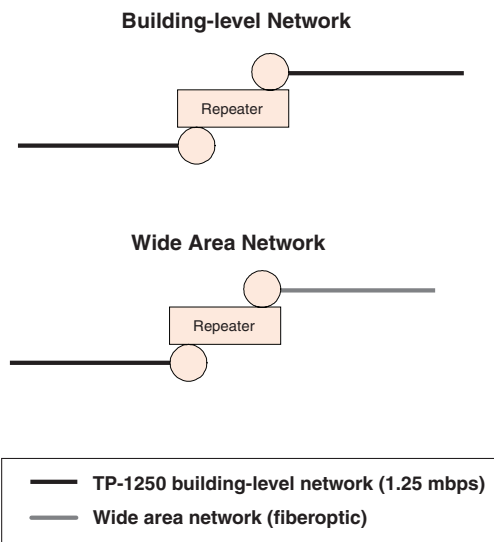 Building-level Network
Repeater
Wide Area Network
Repeater
TP-1250 building-level network (1.25 mbps)
Wide area network (fiberoptic)